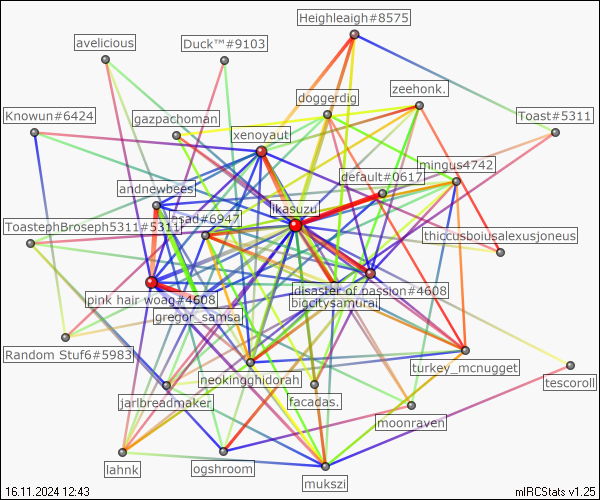 Heighleaigh#8575
avelicious
Duck™#9103
zeehonk.
doggerdig
Knowun#6424
gazpachoman
Toast#5311
xenoyaut
mingus4742
default#0617
andnewbees
lkasuzu
ToastephBroseph5311#5311
thiccusbousalexusjoneus
disaster of passion#4608
pink hair woag#4608
bigcitysamurai
gregor_samsa
Random Stuf6#5983
turkey_mcnugget
neokingghidorah
tescoroll
jarlbreadmaker
facadas.
moonraven
lahnk
ogshroom
mukszi
16.11.2024 12:43
mIRCStats v1.25